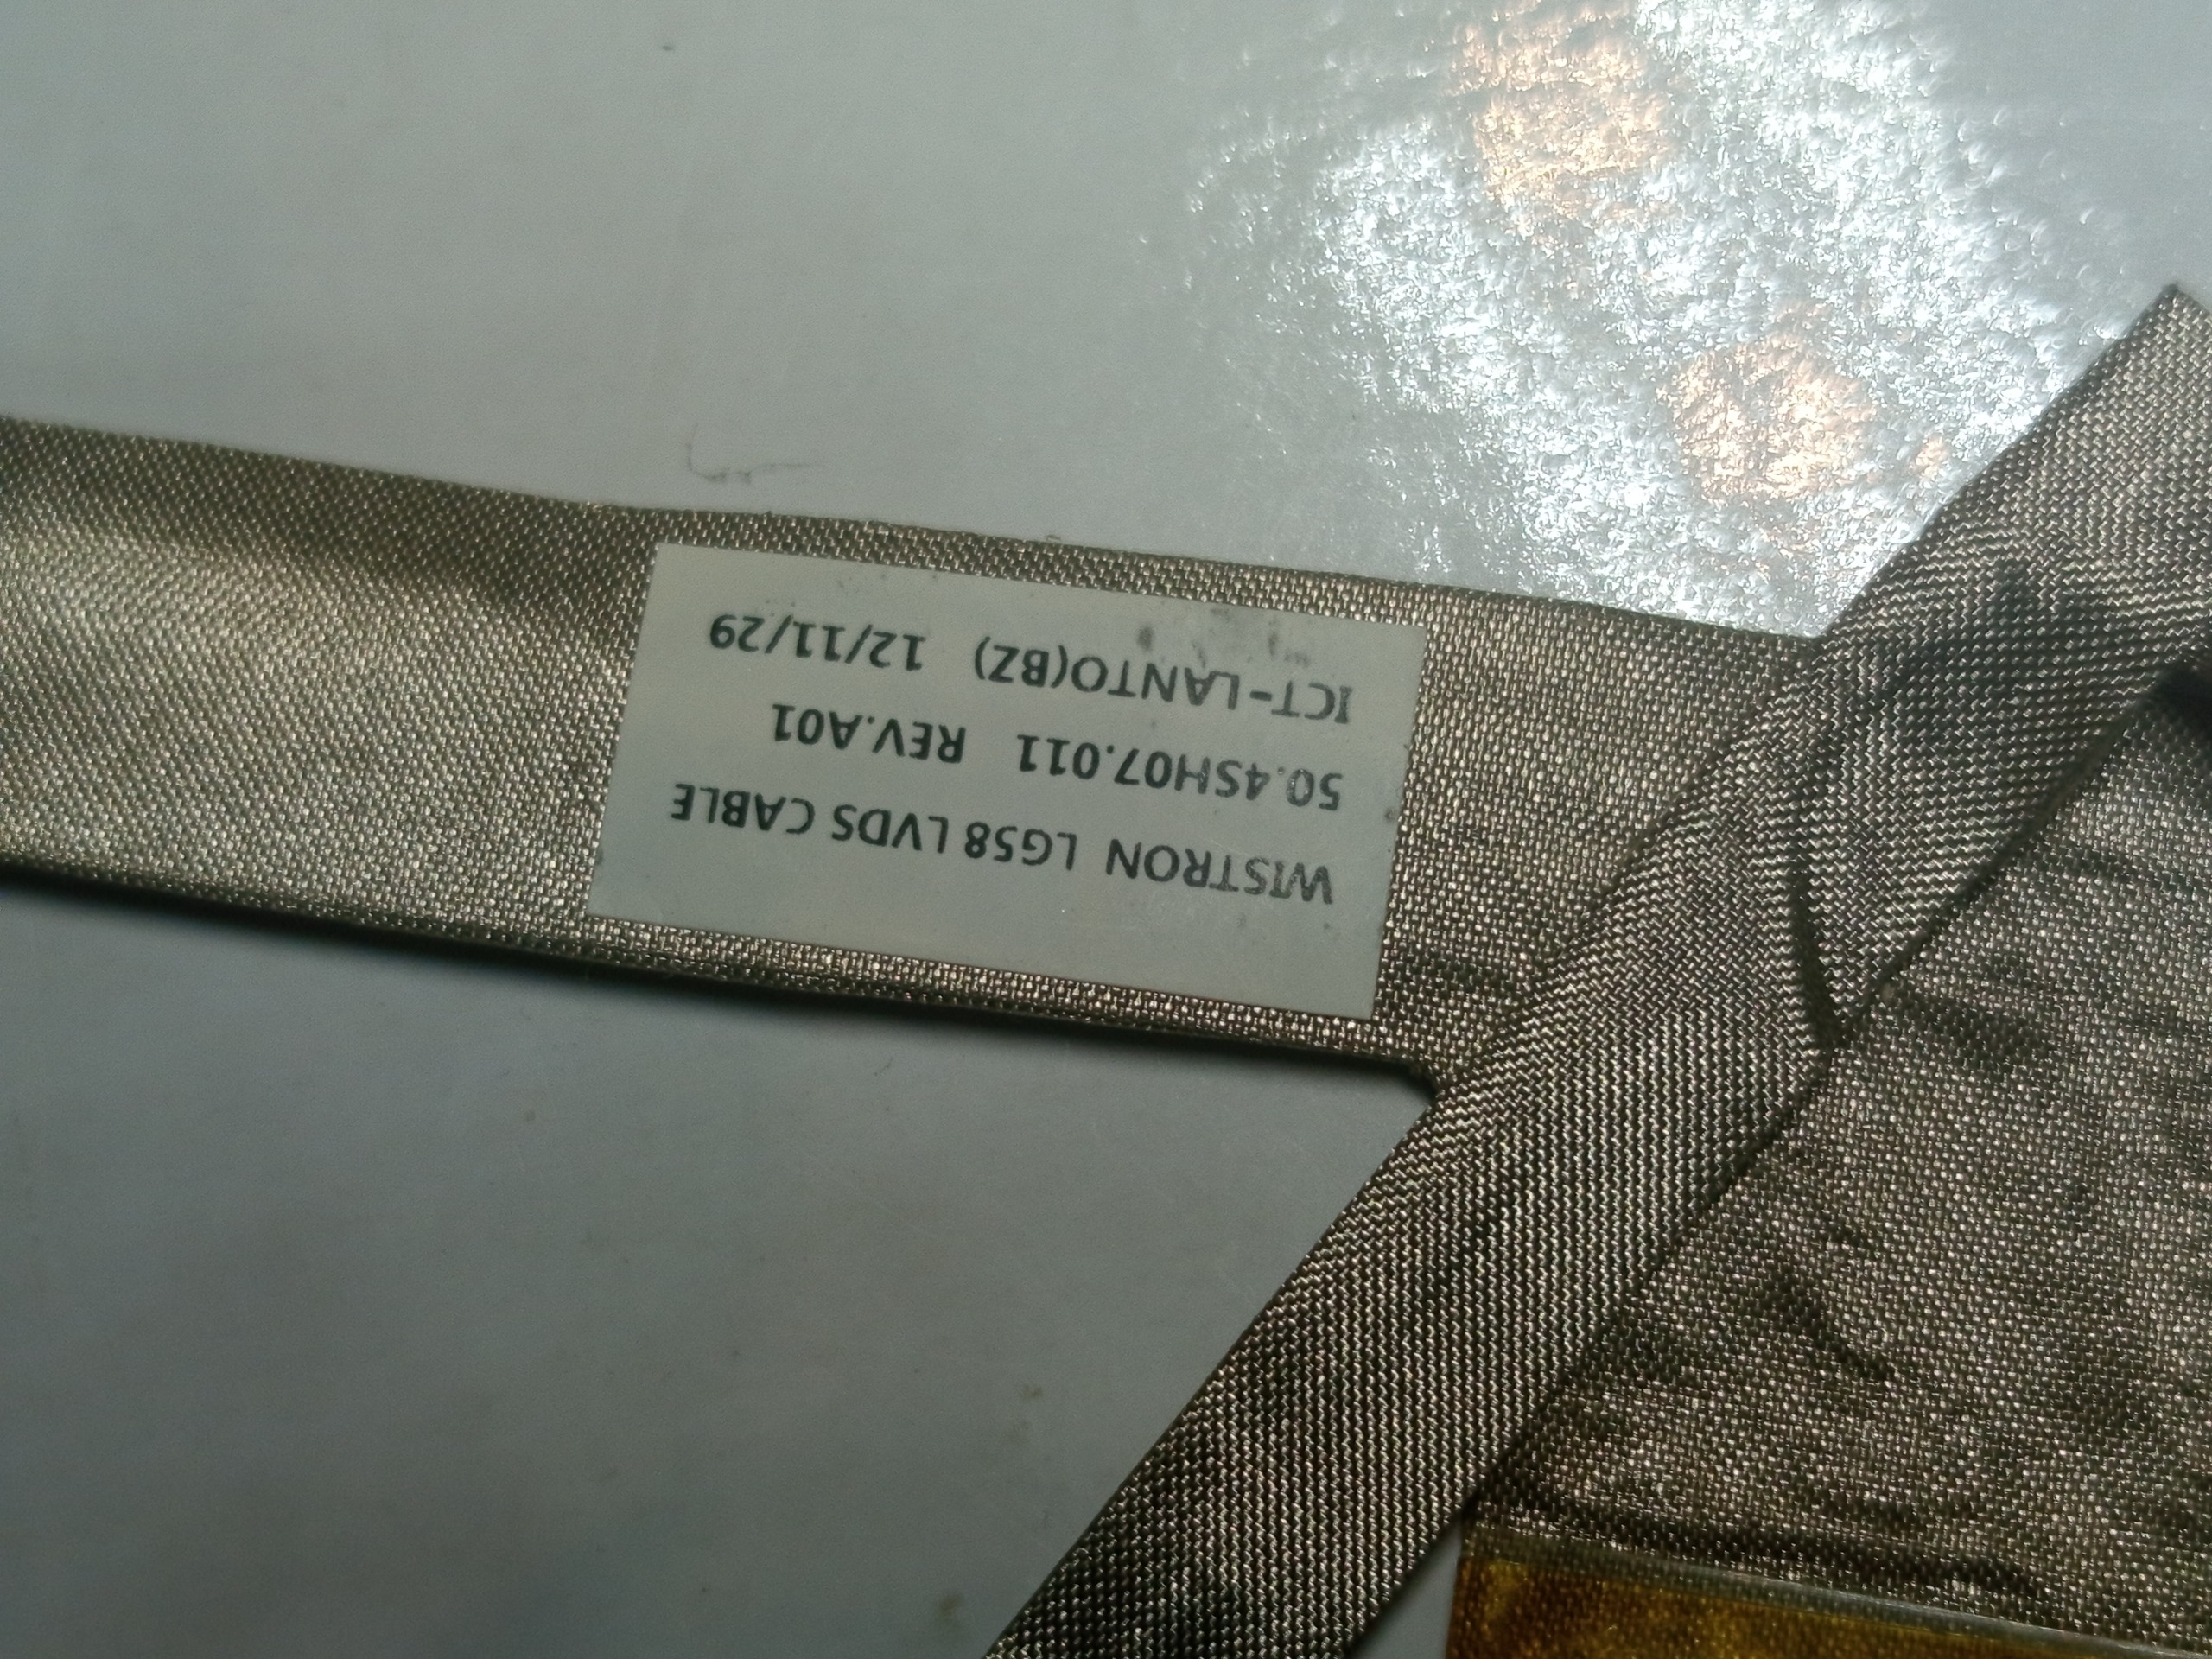 WISTRON LG58 LVDS CABLE
50.4SH07.011 REV.A01
ICT-LANTO(BZ) 12/11/29